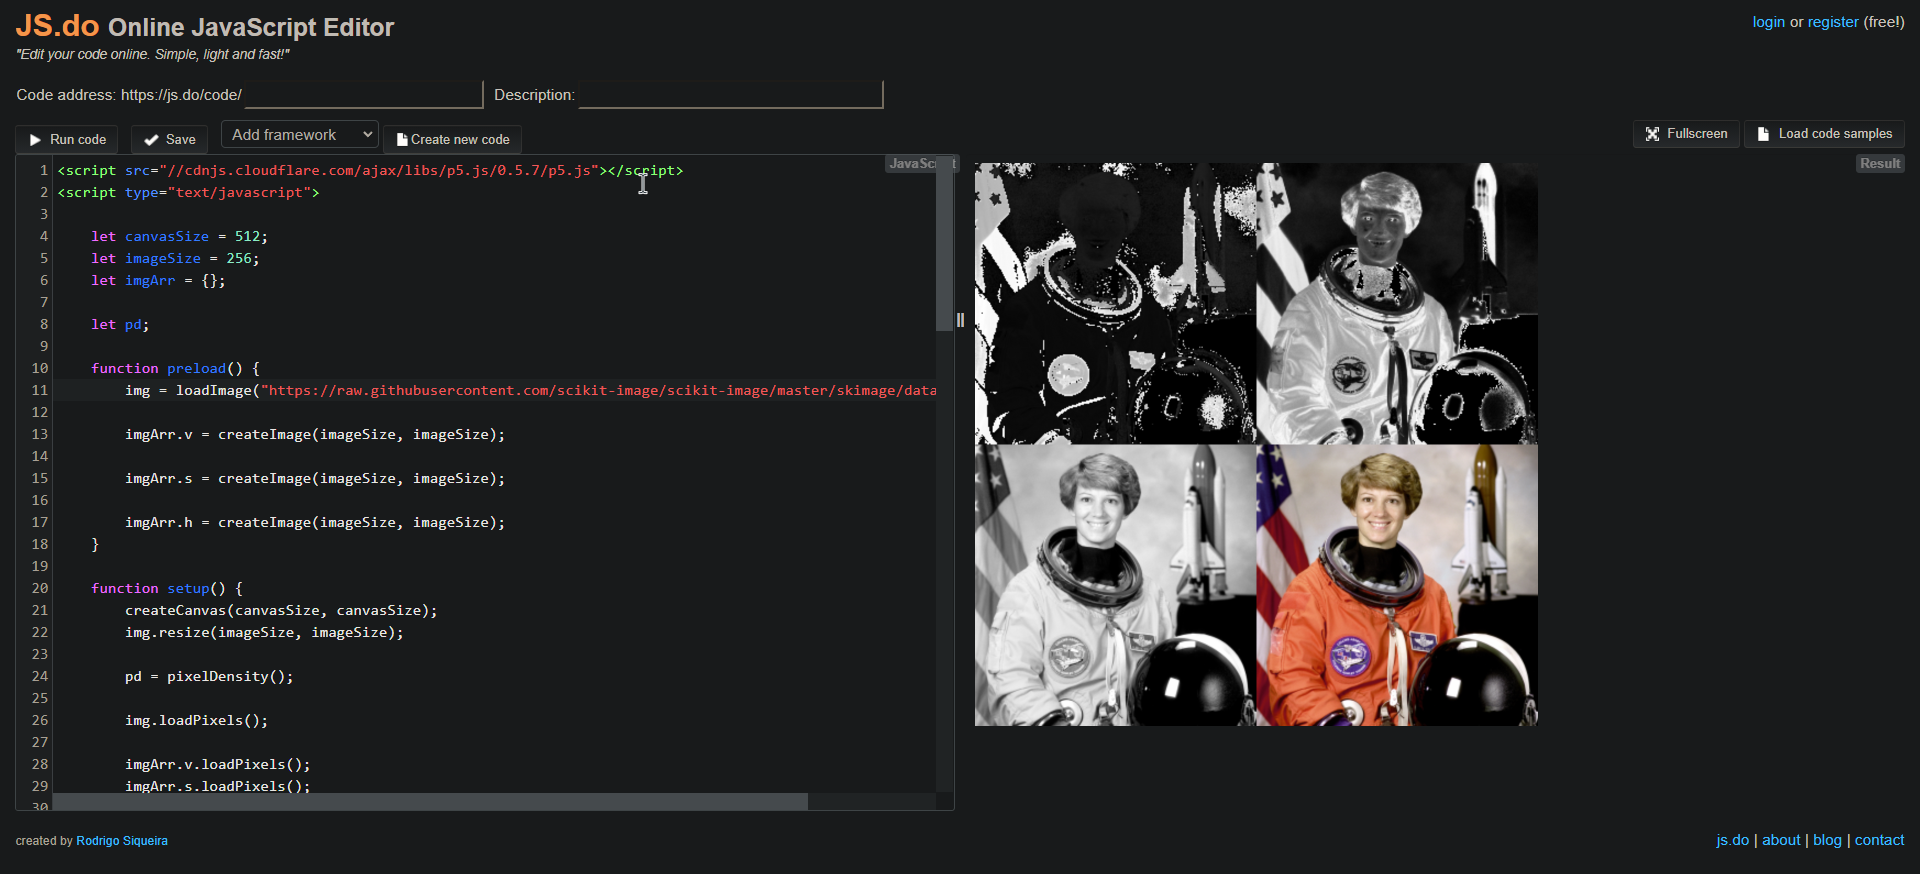 JS.do Online JavaScript Editor
login or register (free!)
"Edit your code online. Simple, light and fast!"
Code address: https://js.do/code/
Description:
Run code
Save
Add framework
Create new code
Fullscreen
Load code samples
JavaScript
Result
1 <script src="//cdnjs.cloudflare.com/ajax/libs/p5.js/0.5.7/p5.js"></script>
2 <script type="text/javascript">
3
4 let canvasSize = 512;
5 let imageSize = 256;
6 let imgArr = {};
7
8 let pd;
9
10 function preload() {
11 img = loadImage("https://raw.githubusercontent.com/scikit-image/scikit-image/master/skimage/data
12
13 imgArr.v = createImage(imageSize, imageSize);
14
15 imgArr.s = createImage(imageSize, imageSize);
16
17 imgArr.h = createImage(imageSize, imageSize);
18 }
19
20 function setup() {
21 createCanvas(canvasSize, canvasSize);
22 img.resize(imageSize, imageSize);
23
24 pd = pixelDensity();
25
26 img.loadPixels();
27
28 imgArr.v.loadPixels();
29 imgArr.s.loadPixels();
30
created by Rodrigo Siqueira
js.do | about | blog | contact